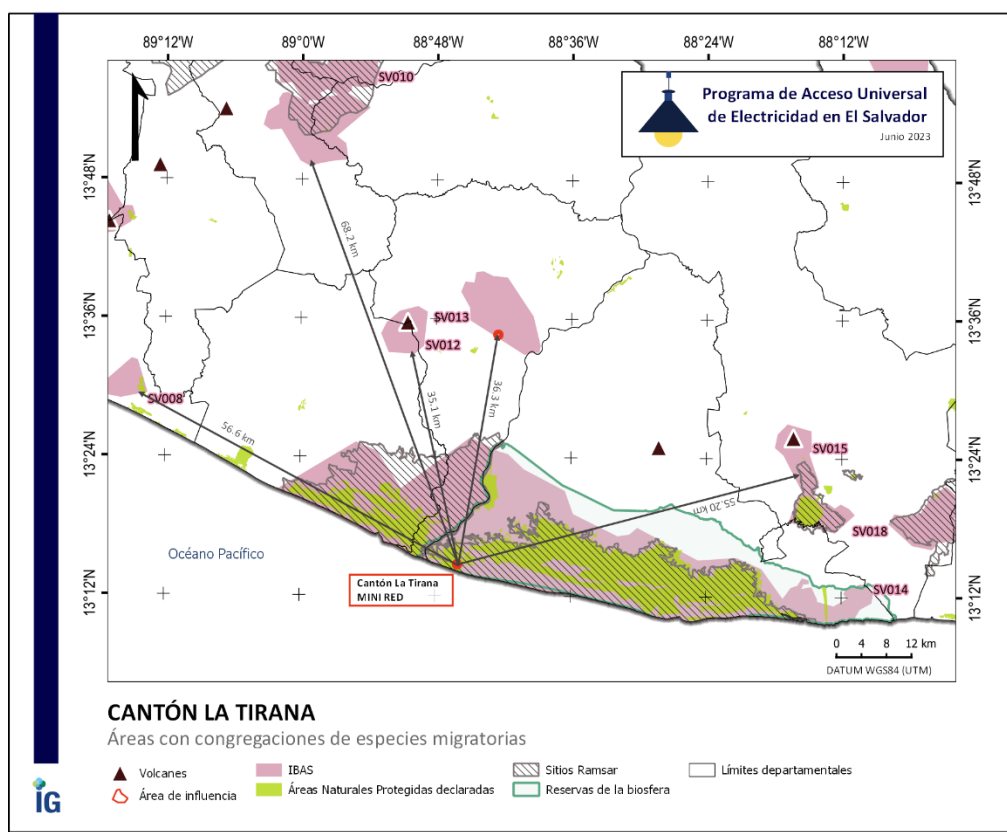 89°12'W 89°0'W 88°48'W 88°36'W 88°24'W 88°12'W
Programa de Acceso Universal
de Electricidad en El Salvador
Junio 2023
SV010
13°48'N 13°48'N
68.2 km
13°36'N 13°36'N
SV013
SV012
SV008
56.6 km
35.1 km
36.3 km
13°24'N 13°24'N
SV015
55.20 km
SV018
Océano Pacífico
Cantón La Tirana
MINI RED
SV014
13°12'N 13°12'N
0 4 8 12 km
DATUM WGS84 (UTM)
CANTÓN LA TIRANA
Áreas con congregaciones de especies migratorias
Volcanes IBAS Sitios Ramsar Límites departamentales
Área de influencia Áreas Naturales Protegidas declaradas Reservas de la biosfera
iG